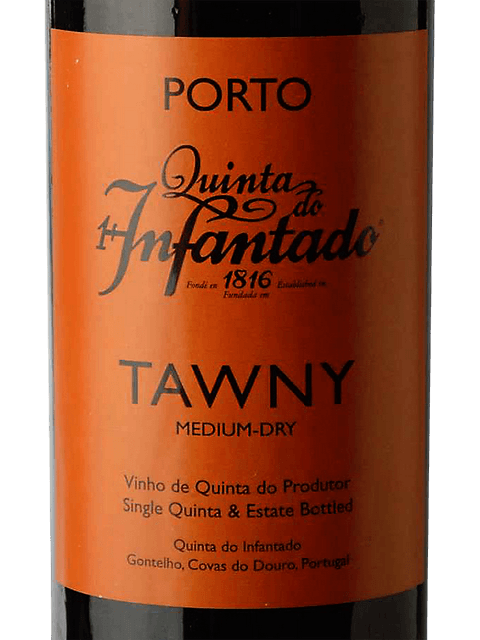 PORTO
Quinta
do
Infantado
Fondé en 1816 Established in
Fundada em
TAWNY
MEDIUM-DRY
Vinho de Quinta do Produtor
Single Quinta & Estate Bottled
Quinta do Infantado
Gontelho, Covas do Douro, Portugal